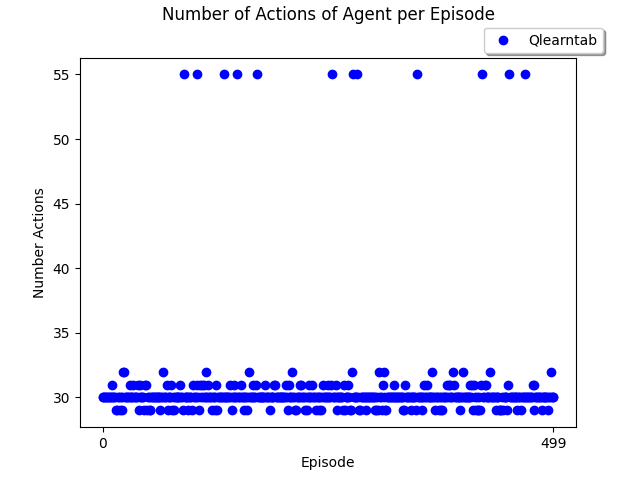 Number of Actions of Agent per Episode
Qlearntab
55
50
45
40
35
30
Number Actions
0
499
Episode